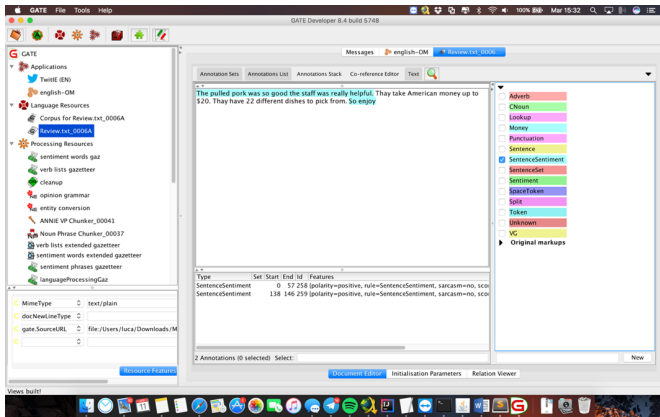 GATE File Tools Help 100% Mar 15:32
GATE Developer 8.4 build 5748
GATE
Applications
TwitIE (EN)
english-OM
Language Resources
Corpus for Review.txt_0006A
Review.txt_0006A
Processing Resources
sentiment words gaz
verb lists gazetteer
cleanup
opinion grammar
entity conversion
ANNIE VP Chunker_00041
Noun Phrase Chunker_00037
verb lists extended gazetteer
sentiment words extended gazetteer
sentiment phrases gazetteer
languageProcessingGaz
MimeType text/plain
docNewLineType
gate.SourceURL file:/Users/luca/Downloads/M
Resource Features
Views built!
Messages english-OM Review.txt_0006...
Annotation Sets Annotations List Annotations Stack Co-reference Editor Text
The pulled pork was so good the staff was really helpful. Thay take American money up to
$20. Thay have 22 different dishes to pick from. So enjoy
Adverb
CNoun
Lookup
Money
Punctuation
Sentence
SentenceSentiment
SentenceSet
Sentiment
SpaceToken
Split
Token
Unknown
VG
Original markups
Type Set Start End Id Features
SentenceSentiment 0 57 258 {polarity=positive, rule=SentenceSentiment, sarcasm=no, sco
SentenceSentiment 138 146 259 {polarity=positive, rule=SentenceSentiment, sarcasm=no, sco
2 Annotations (0 selected) Select: New
Document Editor Initialisation Parameters Relation Viewer